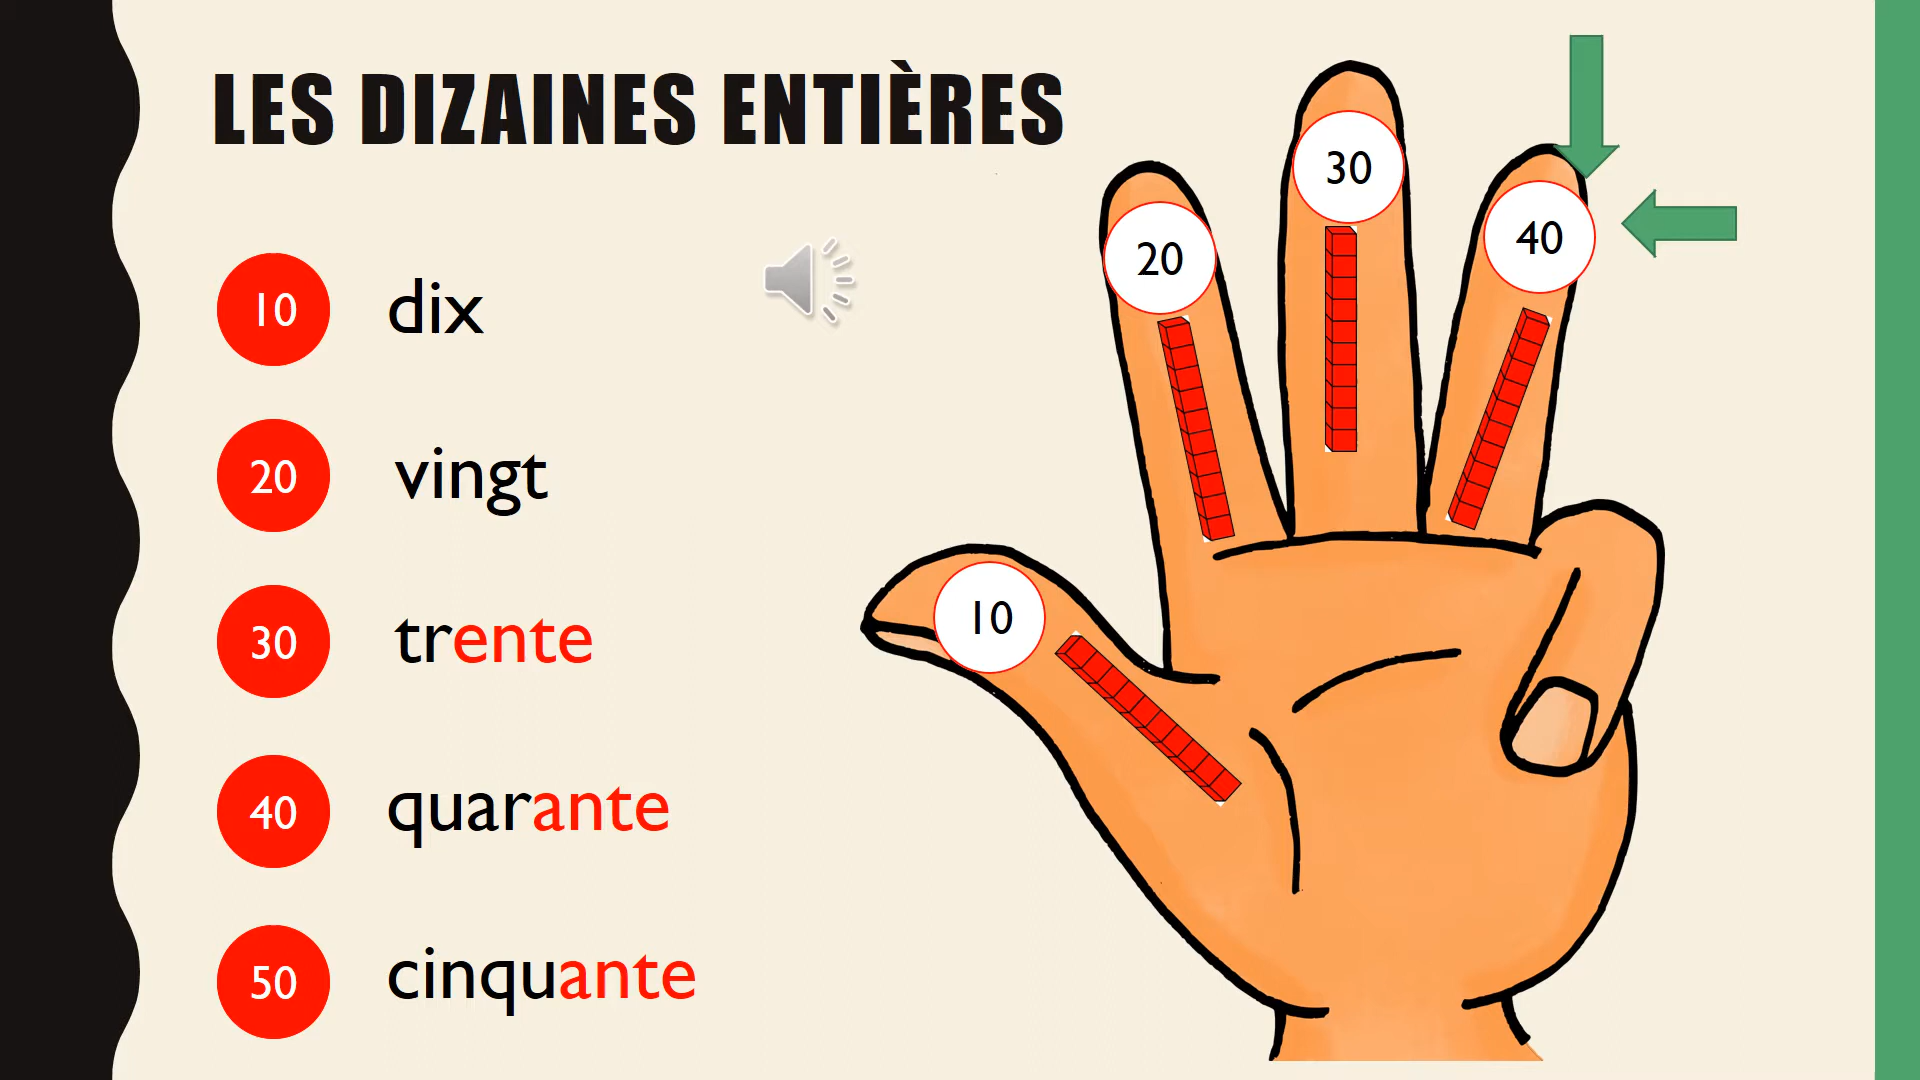 LES DIZAINES ENTIÈRES
10 dix
20 vingt
30 trente
40 quarante
50 cinquante
10
20
30
40